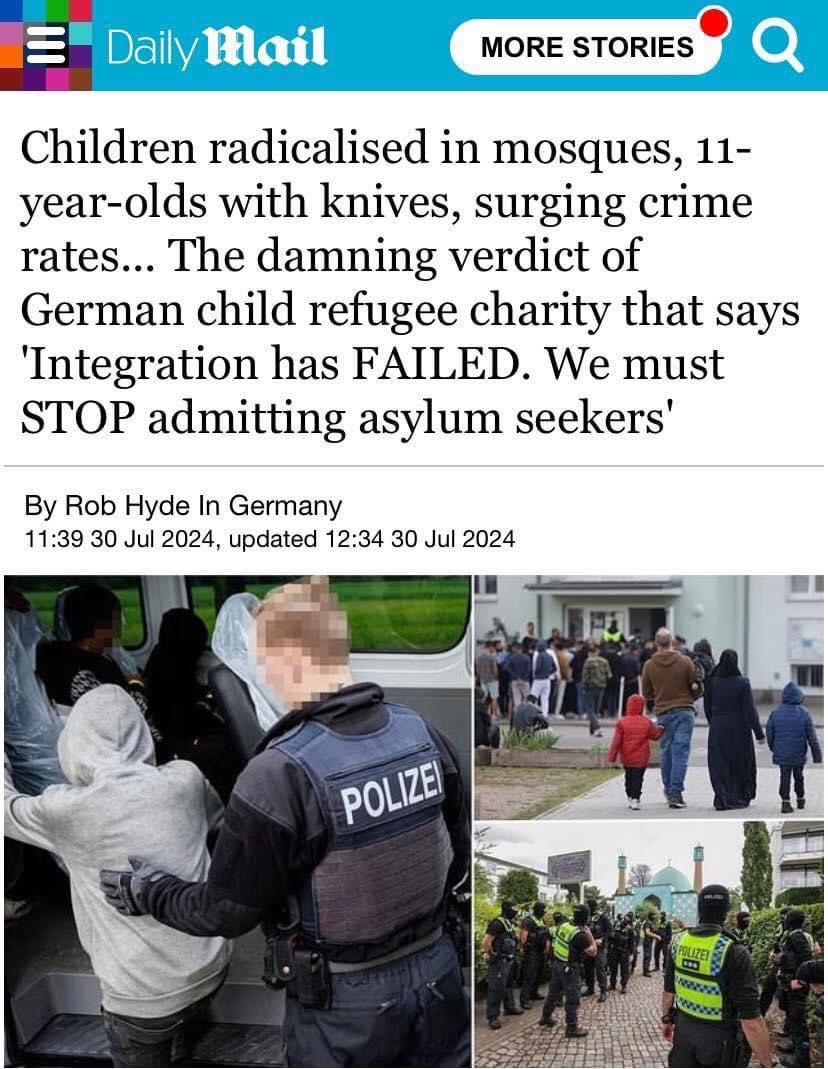 Daily Mail
MORE STORIES
Children radicalised in mosques, 11-
year-olds with knives, surging crime
rates... The damning verdict of
German child refugee charity that says
'Integration has FAILED. We must
STOP admitting asylum seekers'
By Rob Hyde In Germany
11:39 30 Jul 2024, updated 12:34 30 Jul 2024
POLIZEI
POLIZEI